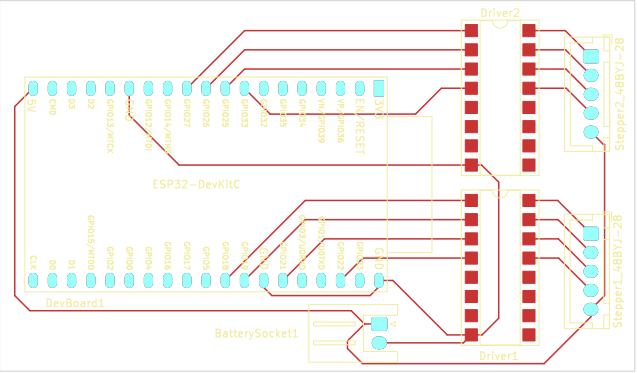 Driver2
Stepper2_48BBYJ-28
5V
CMD
D3
D2
GPIO13/MTCK
GND
GPIO12/MTDI
GPIO14/MTMS
GPIO27
GPIO26
GPIO25
GPIO33
GPIO32
GPIO35
GPIO34
VN/GPIO39
VP/GPIO36
EN/RESET
3V3
ESP32-DevKitC
CLK
D0
D1
GPIO15/MTDO
GPIO2
GPIO0
GPIO4
GPIO16
GPIO17
GPIO5
GPIO18
GPIO19
GPIO21
GPIO22
GPIO23
GND
DevBoard1
BatterySocket1
Driver1
Stepper1_48BYJ-28